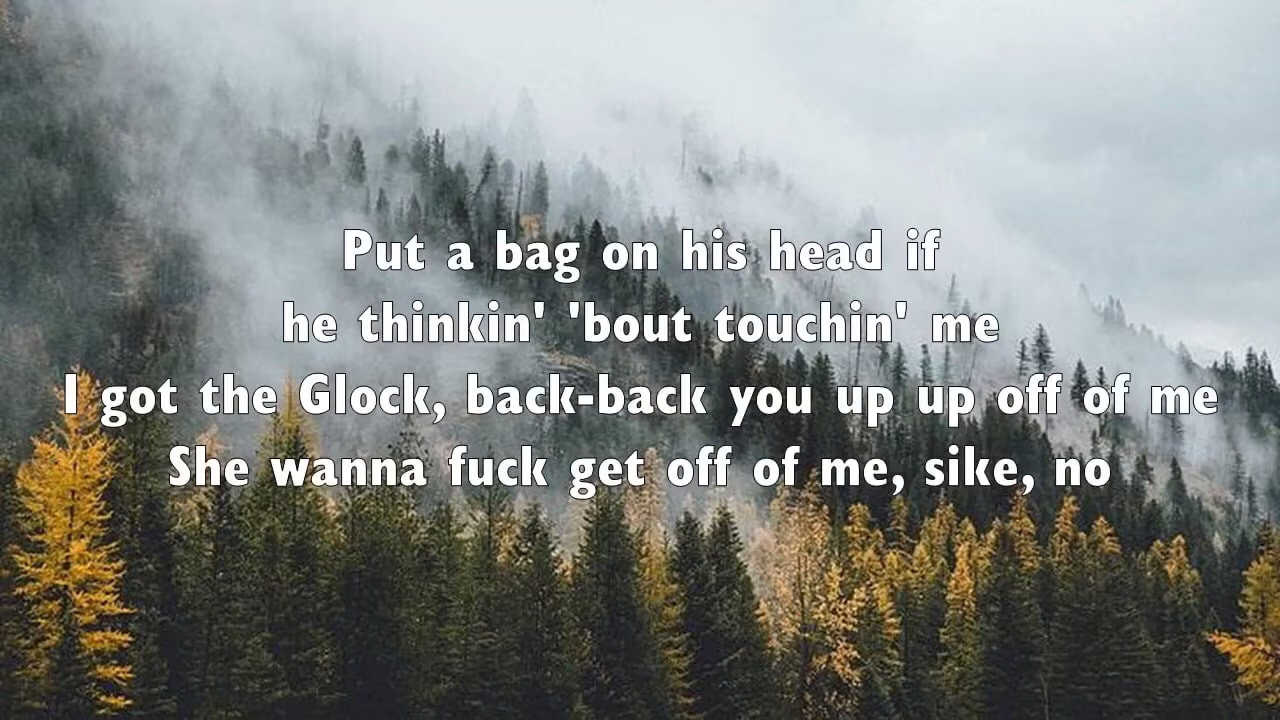 Put a bag on his head if
he thinkin' 'bout touchin' me
I got the Glock, back-back you up up off of me
She wanna fuck get off of me, sike, no